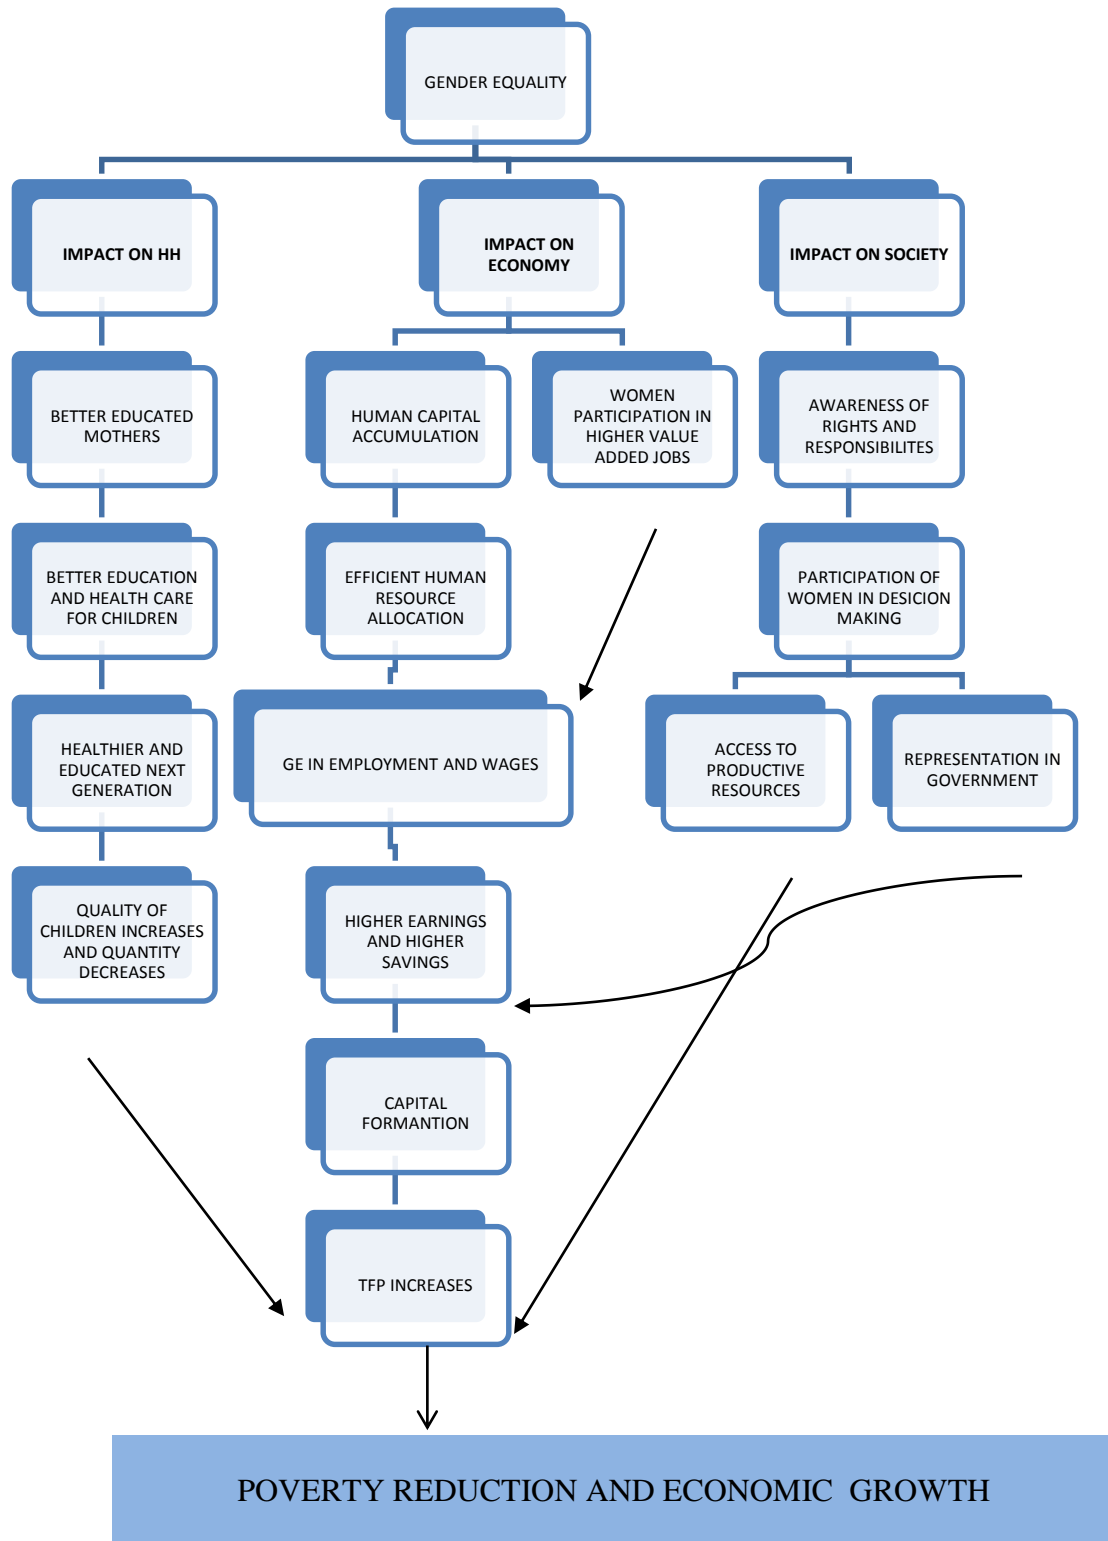 GENDER EQUALITY
IMPACT ON HH
IMPACT ON
ECONOMY
IMPACT ON SOCIETY
BETTER EDUCATED
MOTHERS
HUMAN CAPITAL
ACCUMULATION
WOMEN
PARTICIPATION IN
HIGHER VALUE
ADDED JOBS
AWARENESS OF
RIGHTS AND
RESPONSIBILITES
BETTER EDUCATION
AND HEALTH CARE
FOR CHILDREN
EFFICIENT HUMAN
RESOURCE
ALLOCATION
PARTICIPATION OF
WOMEN IN DESICION
MAKING
HEALTHIER AND
EDUCATED NEXT
GENERATION
GE IN EMPLOYMENT AND WAGES
ACCESS TO
PRODUCTIVE
RESOURCES
REPRESENTATION IN
GOVERNMENT
QUALITY OF
CHILDREN INCREASES
AND QUANTITY
DECREASES
HIGHER EARNINGS
AND HIGHER
SAVINGS
CAPITAL
FORMANTION
TFP INCREASES
POVERTY REDUCTION AND ECONOMIC GROWTH